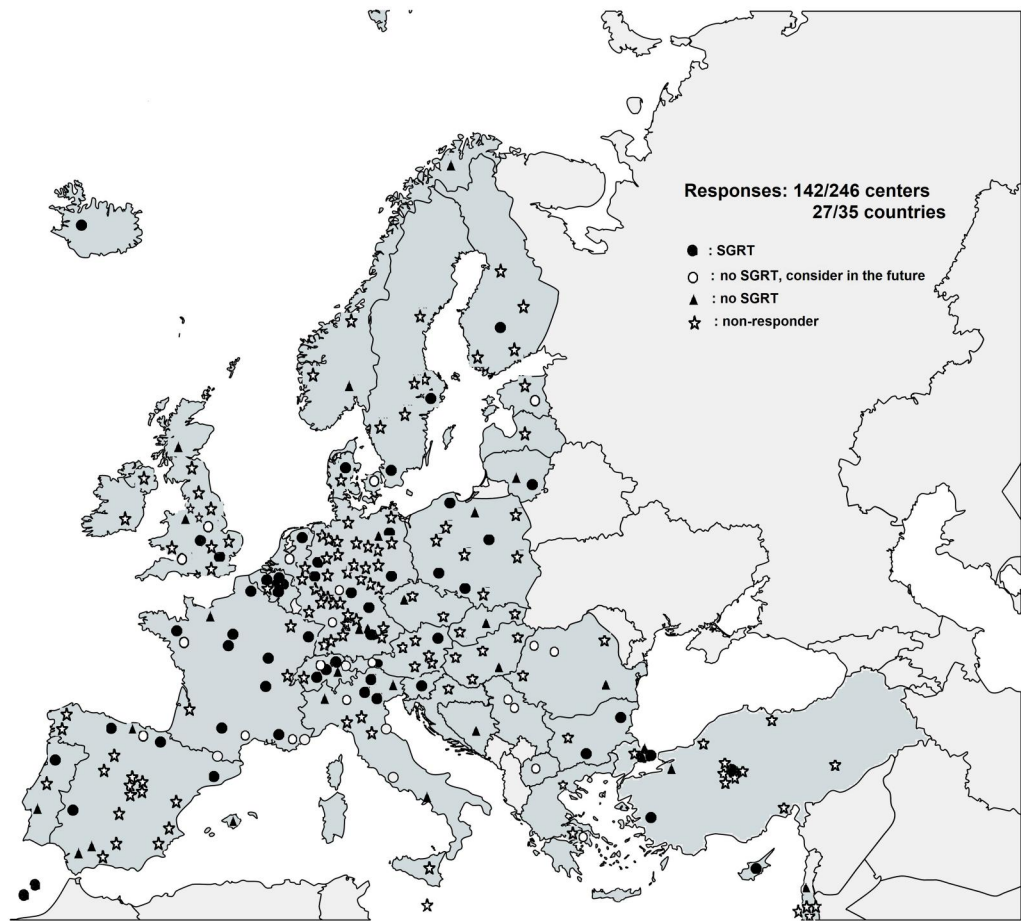 Responses: 142/246 centers
27/35 countries
: SGRT
: no SGRT, consider in the future
: no SGRT
: non-responder